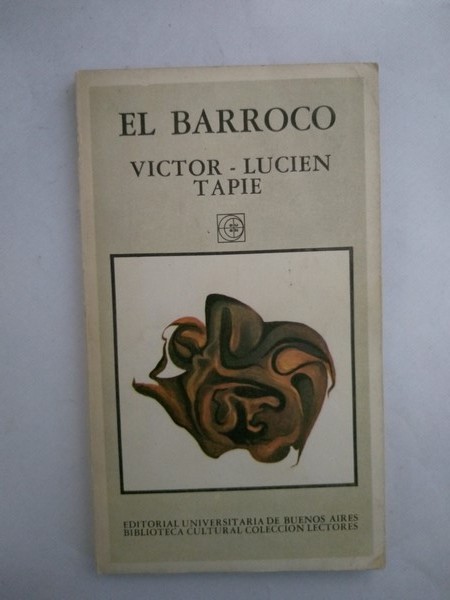 EL BARROCO
VICTOR - LUCIEN
TAPIE
EDITORIAL UNIVERSITARIA DE BUENOS AIRES
BIBLIOTECA CULTURAL COLECCION LECTORES